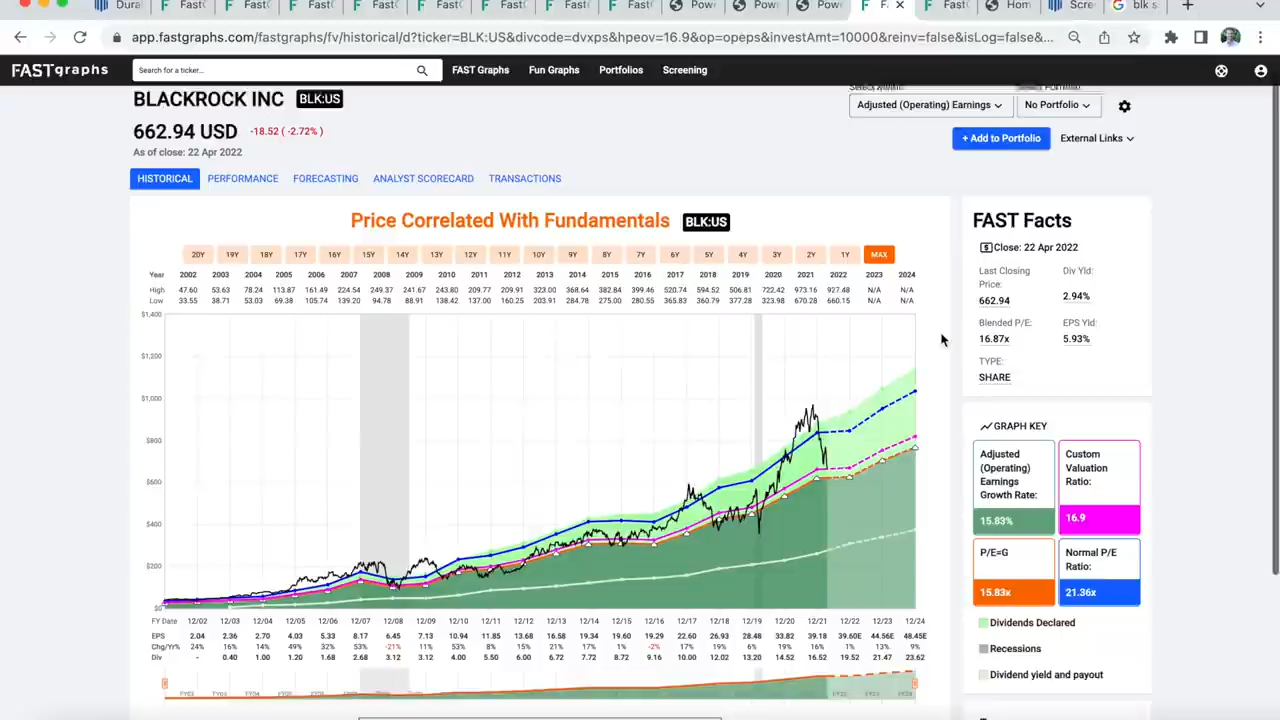 Dura
FastG
FastG
FastG
FastG
FastG
FastG
FastG
FastG
Powe
Powe
Powe
Fa
FastG
Hom
Scre
blk s
app.fastgraphs.com/fastgraphs/fv/historical/d?ticker=BLK:US&divcode=dvxps&hpeov=16.9&op=opeps&investAmt=10000&reinv=false&isLog=false&...
FASTgraphs
Search for a ticker...
FAST Graphs Fun Graphs Portfolios Screening
BLACKROCK INC BLK:US
Adjusted (Operating) Earnings No Portfolio
662.94 USD -18.52 ( -2.72% )
+ Add to Portfolio External Links
As of close: 22 Apr 2022
HISTORICAL PERFORMANCE FORECASTING ANALYST SCORECARD TRANSACTIONS
Price Correlated With Fundamentals BLK:US
20Y 19Y 18Y 17Y 16Y 15Y 14Y 13Y 12Y 11Y 10Y 9Y 8Y 7Y 6Y 5Y 4Y 3Y 2Y 1Y MAX
Year 2002 2003 2004 2005 2006 2007 2008 2009 2010 2011 2012 2013 2014 2015 2016 2017 2018 2019 2020 2021 2022 2023 2024
High 47.60 53.63 78.24 113.87 161.49 224.54 249.37 241.67 243.80 209.77 209.91 323.00 368.64 382.84 399.46 520.74 594.52 506.81 722.42 973.16 927.48 N/A N/A
Low 33.55 38.71 53.03 69.38 105.74 139.20 94.78 88.91 138.42 137.00 160.25 203.91 284.78 275.00 280.55 365.83 360.79 377.28 323.98 670.28 660.15 N/A N/A
$1,400
$1,200
$1,000
$800
$600
$400
$200
$0
FY Date 12/02 12/03 12/04 12/05 12/06 12/07 12/08 12/09 12/10 12/11 12/12 12/13 12/14 12/15 12/16 12/17 12/18 12/19 12/20 12/21 12/22 12/23 12/24
EPS 2.04 2.36 2.70 4.03 5.33 8.17 6.45 7.13 10.94 11.85 13.68 16.58 19.34 19.60 19.29 22.60 26.93 28.48 33.82 39.18 39.60E 44.56E 48.45E
Chg/Yr% 24% 16% 14% 49% 32% 53% -21% 11% 53% 8% 15% 21% 17% 1% -2% 17% 19% 6% 19% 16% 1% 13% 9%
Div - 0.40 1.00 1.20 1.68 2.68 3.12 3.12 4.00 5.50 6.00 6.72 7.72 8.72 9.16 10.00 12.02 13.20 14.52 16.52 19.52 21.47 23.62
FAST Facts
Close: 22 Apr 2022
Last Closing Price: 662.94
Div Yld: 2.94%
Blended P/E: 16.87x
EPS Yld: 5.93%
TYPE:
SHARE
GRAPH KEY
Adjusted (Operating) Earnings Growth Rate: 15.83%
Custom Valuation Ratio: 16.9
P/E=G 15.83x
Normal P/E Ratio: 21.36x
Dividends Declared
Recessions
Dividend yield and payout